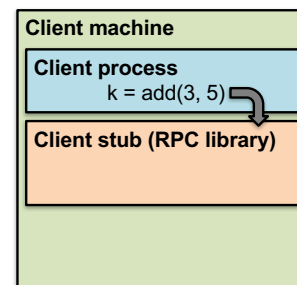 Client machine
Client process
k = add(3, 5)
Client stub (RPC library)